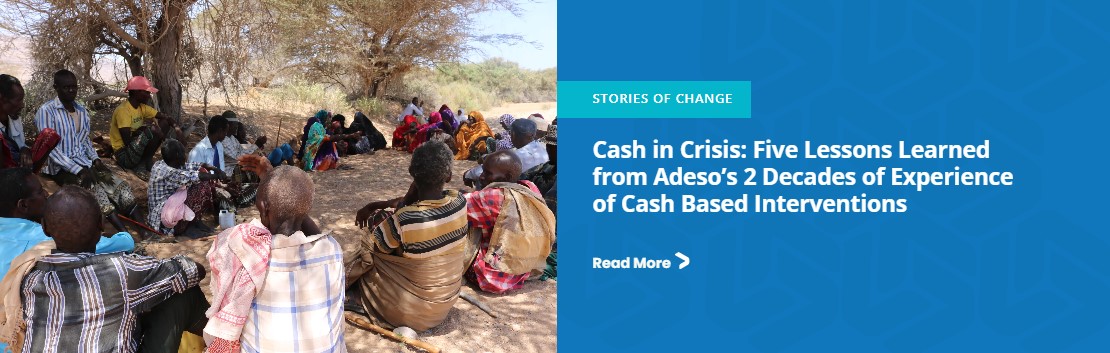 STORIES OF CHANGE
Cash in Crisis: Five Lessons Learned
from Adeso’s 2 Decades of Experience
of Cash Based Interventions
Read More